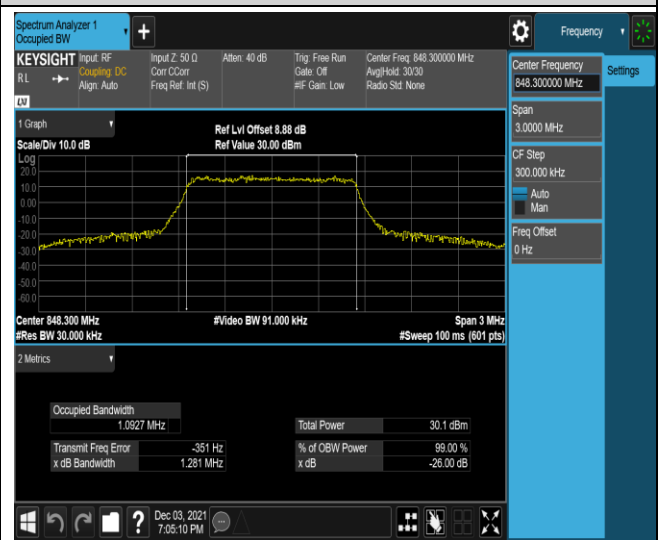 Spectrum Analyzer 1
Occupied BW
Frequency
KEYSIGHT
RL
LXI
Input: RF
Coupling: DC
Align: Auto
Input Z: 50 Ω
Corr CCorr
Freq Ref: Int (S)
Atten: 40 dB
Trig: Free Run
Gate: Off
#IF Gain: Low
Center Freq: 848.300000 MHz
Avg|Hold: 30/30
Radio Std: None
Center Frequency
848.300000 MHz
Settings
Span
3.0000 MHz
CF Step
300.000 kHz
Auto
Man
Freq Offset
0 Hz
1 Graph
Scale/Div 10.0 dB
Ref Lvl Offset 8.88 dB
Ref Value 30.00 dBm
Log
20.0
10.0
0.00
-10.0
-20.0
-30.0
-40.0
-50.0
-60.0
Center 848.300 MHz
#Video BW 91.000 kHz
Span 3 MHz
#Res BW 30.000 kHz
#Sweep 100 ms (601 pts)
2 Metrics
Occupied Bandwidth
1.0927 MHz
Total Power 30.1 dBm
Transmit Freq Error -351 Hz
% of OBW Power 99.00 %
x dB Bandwidth 1.281 MHz
x dB -26.00 dB
?
Dec 03, 2021
7:05:10 PM